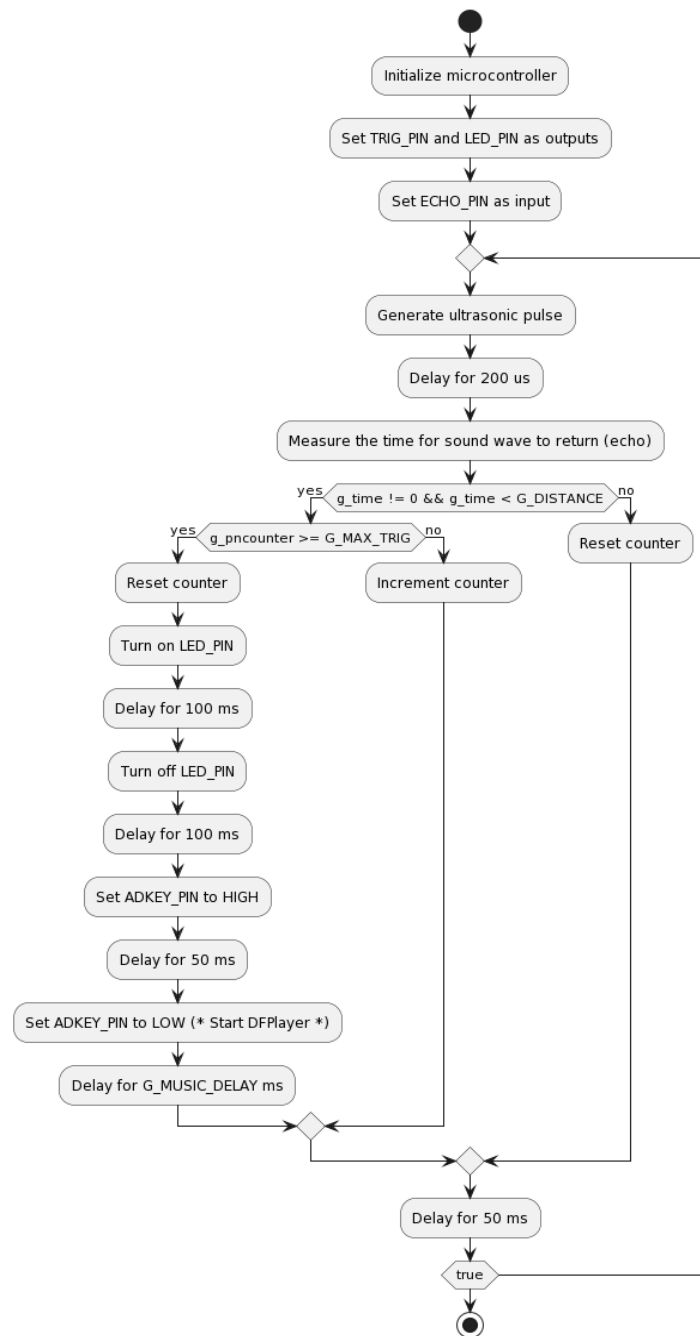 Initialize microcontroller
Set TRIG_PIN and LED_PIN as outputs
Set ECHO_PIN as input
Generate ultrasonic pulse
Delay for 200 us
Measure the time for sound wave to return (echo)
yes
g_time != 0 && g_time < G_DISTANCE
no
yes
g_pncounter >= G_MAX_TRIG
no
Reset counter
Reset counter
Increment counter
Turn on LED_PIN
Delay for 100 ms
Turn off LED_PIN
Delay for 100 ms
Set ADKEY_PIN to HIGH
Delay for 50 ms
Set ADKEY_PIN to LOW (* Start DFPlayer *)
Delay for G_MUSIC_DELAY ms
Delay for 50 ms
true